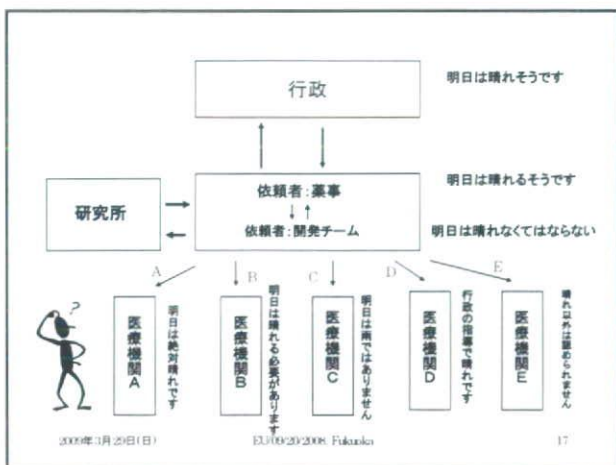 行政
明日は晴れそうです
依頼者:薬事
明日は晴れるそうです
研究所
依頼者:開発チーム
明日は晴れなくてはならない
A
B
C
D
E
?
医療機関A
明日は絶対晴れです
医療機関B
明日は晴れる必要があります
医療機関C
明日は雨ではありません
医療機関D
行政の指導で晴れです
医療機関E
晴れ以外は認められません
2009年3月29日(日)
EU/09/20/2008, Fukuoka
17